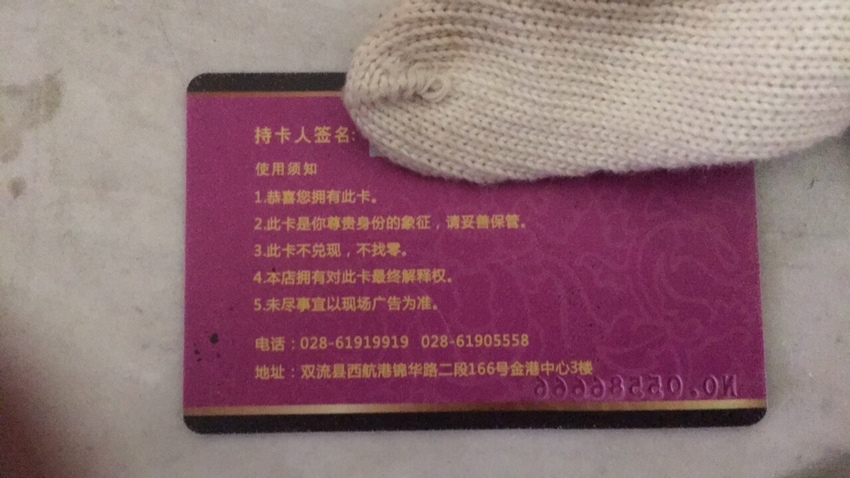 持卡人签名:
使用须知
1.恭喜您拥有此卡。
2.此卡是你尊贵身份的象征，请妥善保管。
3.此卡不兑现，不找零。
4.本店拥有对此卡最终解释权。
5.未尽事宜以现场广告为准。
电话：028-61919919 028-61905558
地址：双流县西航港锦华路二段166号金港中心3楼
NO.0558666